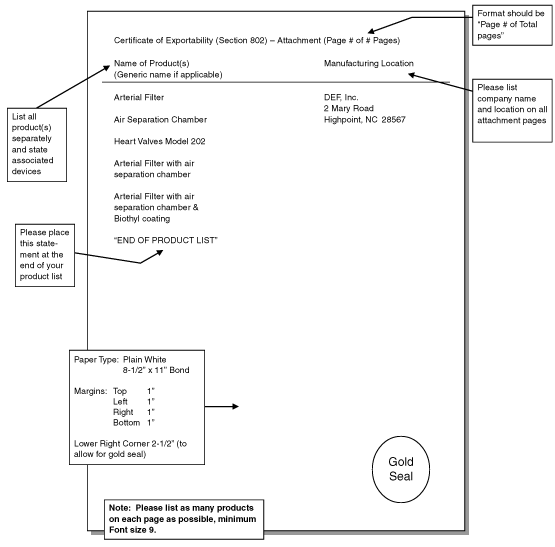 Format should be
"Page # of Total
pages"
Certificate of Exportability (Section 802) – Attachment (Page # of # Pages)
Name of Product(s)
(Generic name if applicable)
Manufacturing Location
Please list
company name
and location on all
attachment pages
List all
product(s)
separately
and state
associated
devices
Arterial Filter
Air Separation Chamber
Heart Valves Model 202
Arterial Filter with air
separation chamber
Arterial Filter with air
separation chamber &
Biothyl coating
"END OF PRODUCT LIST"
DEF, Inc.
2 Mary Road
Highpoint, NC 28567
Please place
this state-
ment at the
end of your
product list
Paper Type: Plain White
8-1/2" x 11" Bond
Margins: Top 1"
Left 1"
Right 1"
Bottom 1"
Lower Right Corner 2-1/2" (to
allow for gold seal)
Gold
Seal
Note: Please list as many products
on each page as possible, minimum
Font size 9.